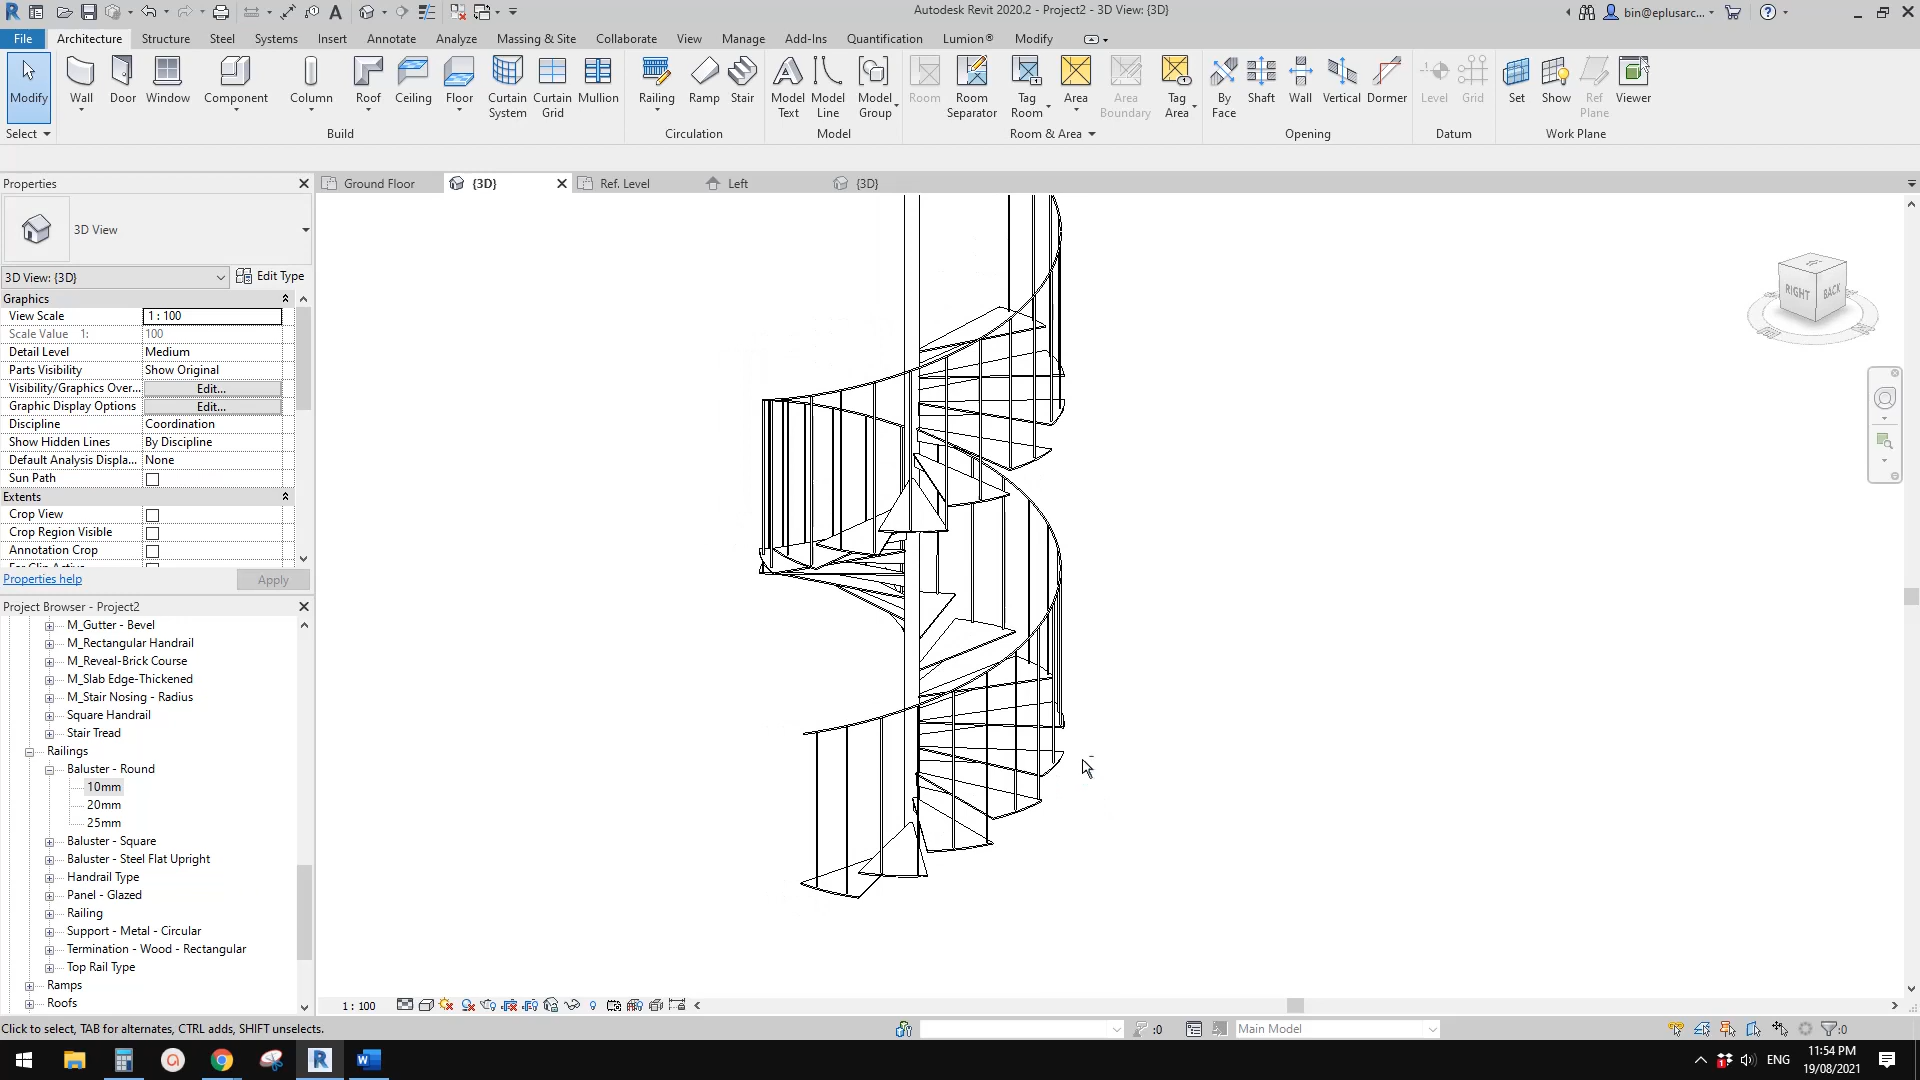 Autodesk Revit 2020.2 - Project2 - 3D View: {3D}
bin@eplusarc...
File Architecture Structure Steel Systems Insert Annotate Analyze Massing & Site Collaborate View Manage Add-Ins Quantification Lumion® Modify
Modify
Wall
Door
Window
Component
Column
Roof
Ceiling
Floor
Curtain System
Curtain Grid
Mullion
Railing
Ramp
Stair
Model Text
Model Line
Model Group
Room
Room Separator
Tag Room
Area
Area Boundary
Tag Area
By Face
Shaft
Wall
Vertical
Dormer
Level
Grid
Set
Show
Ref Plane
Viewer
Select Build Circulation Model Room & Area Opening Datum Work Plane
Properties
Ground Floor {3D} Ref. Level Left {3D}
3D View
3D View: {3D} Edit Type
Graphics
View Scale 1 : 100
Scale Value 1: 100
Detail Level Medium
Parts Visibility Show Original
Visibility/Graphics Over... Edit...
Graphic Display Options Edit...
Discipline Coordination
Show Hidden Lines By Discipline
Default Analysis Displa... None
Sun Path
Extents
Crop View
Crop Region Visible
Annotation Crop
Properties help Apply
Project Browser - Project2
M_Gutter - Bevel
M_Rectangular Handrail
M_Reveal-Brick Course
M_Slab Edge-Thickened
M_Stair Nosing - Radius
Square Handrail
Stair Tread
Railings
Baluster - Round
10mm
20mm
25mm
Baluster - Square
Baluster - Steel Flat Upright
Handrail Type
Panel - Glazed
Railing
Support - Metal - Circular
Termination - Wood - Rectangular
Top Rail Type
Ramps
Roofs
RIGHT BACK
1 : 100
Click to select, TAB for alternates, CTRL adds, SHIFT unselects.
:0
Main Model
:0
ENG
11:54 PM
19/08/2021